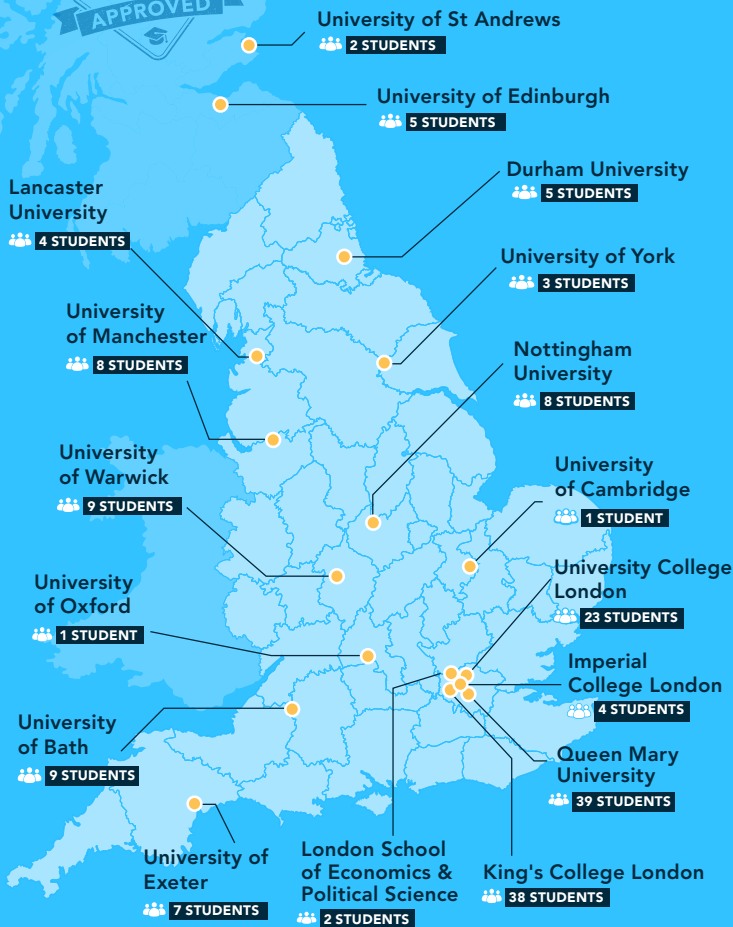 APPROVED
University of St Andrews
2 STUDENTS
University of Edinburgh
5 STUDENTS
Durham University
5 STUDENTS
Lancaster
University
4 STUDENTS
University of York
3 STUDENTS
University
of Manchester
8 STUDENTS
Nottingham
University
8 STUDENTS
University
of Warwick
9 STUDENTS
University
of Cambridge
1 STUDENT
University College
London
23 STUDENTS
University
of Oxford
1 STUDENT
Imperial
College London
4 STUDENTS
University
of Bath
9 STUDENTS
Queen Mary
University
39 STUDENTS
University of
Exeter
7 STUDENTS
London School
of Economics &
Political Science
2 STUDENTS
King's College London
38 STUDENTS